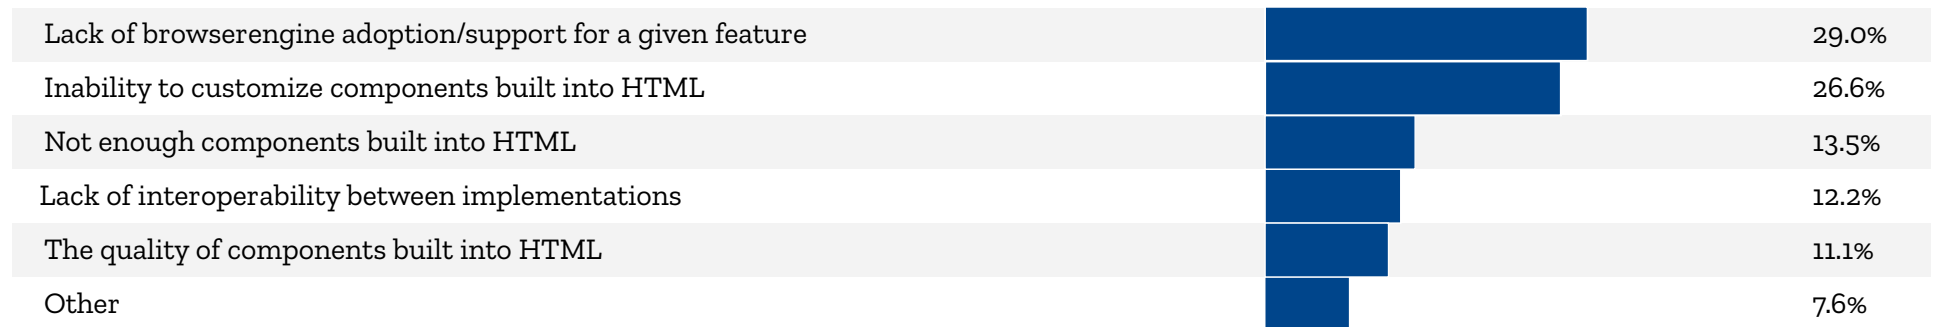 Lack of browserengine adoption/support for a given feature 29.0%
Inability to customize components built into HTML 26.6%
Not enough components built into HTML 13.5%
Lack of interoperability between implementations 12.2%
The quality of components built into HTML 11.1%
Other 7.6%